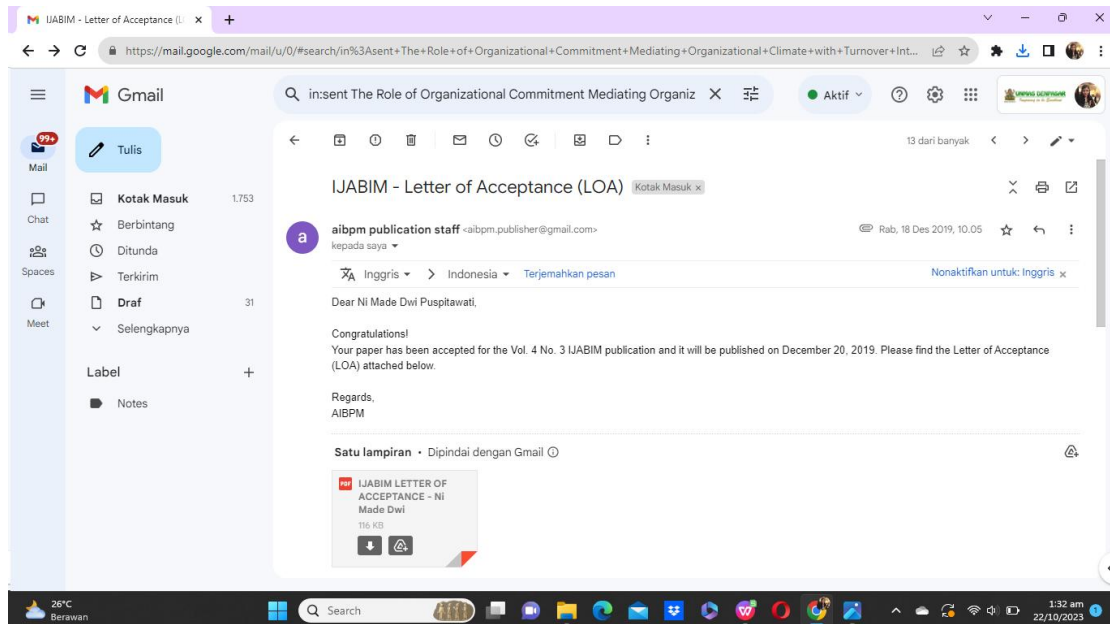 IJABIM - Letter of Acceptance (L
https://mail.google.com/mail/u/0/#search/in%3Asent+The+Role+of+Organizational+Commitment+Mediating+Organizational+Climate+with+Turnover+Int...
Gmail
in:sent The Role of Organizational Commitment Mediating Organiz
Aktif
99+
Mail
Chat
Spaces
Meet
Tulis
Kotak Masuk 1.753
Berbintang
Ditunda
Terkirim
Draf 31
Selengkapnya
Label
Notes
13 dari banyak
IJABIM - Letter of Acceptance (LOA) Kotak Masuk x
a
aibpm publication staff <aibpm.publisher@gmail.com> Rab, 18 Des 2019, 10.05
kepada saya
Inggris > Indonesia Terjemahkan pesan Nonaktifkan untuk: Inggris x
Dear Ni Made Dwi Puspitawati,
Congratulations!
Your paper has been accepted for the Vol. 4 No. 3 IJABIM publication and it will be published on December 20, 2019. Please find the Letter of Acceptance
(LOA) attached below.
Regards,
AIBPM
Satu lampiran • Dipindai dengan Gmail
PDF IJABIM LETTER OF
ACCEPTANCE - Ni
Made Dwi
116 KB
26°C
Berawan
Search
1:32 am
22/10/2023
1